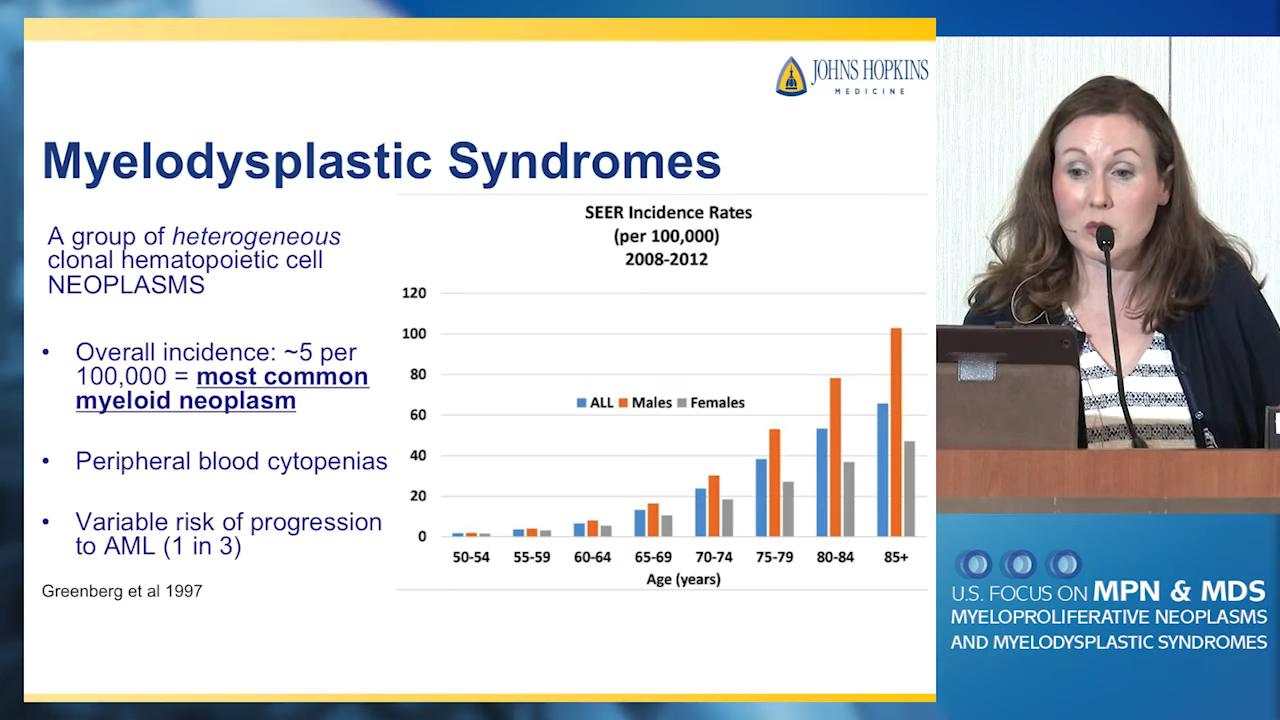 JOHNS HOPKINS
MEDICINE
Myelodysplastic Syndromes
A group of heterogeneous
clonal hematopoietic cell
NEOPLASMS
• Overall incidence: ~5 per
100,000 = most common
myeloid neoplasm
• Peripheral blood cytopenias
• Variable risk of progression
to AML (1 in 3)
Greenberg et al 1997
SEER Incidence Rates
(per 100,000)
2008-2012
120
100
80
60
40
20
0
ALL Males Females
50-54 55-59 60-64 65-69 70-74 75-79 80-84 85+
Age (years)
U.S. FOCUS ON MPN & MDS
MYELOPROLIFERATIVE NEOPLASMS
AND MYELODYSPLASTIC SYNDROMES